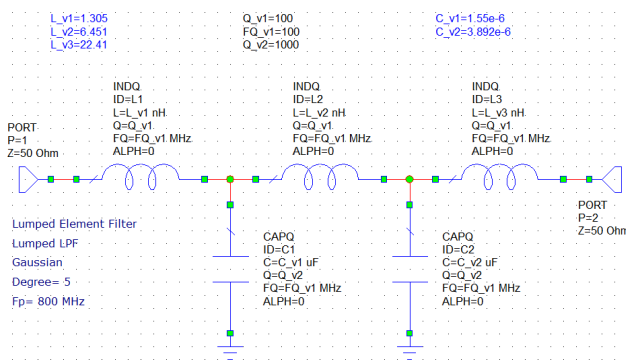 L_v1=1.305
L_v2=6.451
L_v3=22.41
Q_v1=100
FQ_v1=100
Q_v2=1000
C_v1=1.55e-6
C_v2=3.892e-6
INDQ
ID=L1
L=L_v1 nH
Q=Q_v1
FQ=FQ_v1 MHz
ALPH=0
INDQ
ID=L2
L=L_v2 nH
Q=Q_v1
FQ=FQ_v1 MHz
ALPH=0
INDQ
ID=L3
L=L_v3 nH
Q=Q_v1
FQ=FQ_v1 MHz
ALPH=0
PORT
P=1
Z=50 Ohm
PORT
P=2
Z=50 Ohm
Lumped Element Filter
Lumped LPF
Gaussian
Degree= 5
Fp= 800 MHz
CAPQ
ID=C1
C=C_v1 uF
Q=Q_v2
FQ=FQ_v1 MHz
ALPH=0
CAPQ
ID=C2
C=C_v2 uF
Q=Q_v2
FQ=FQ_v1 MHz
ALPH=0